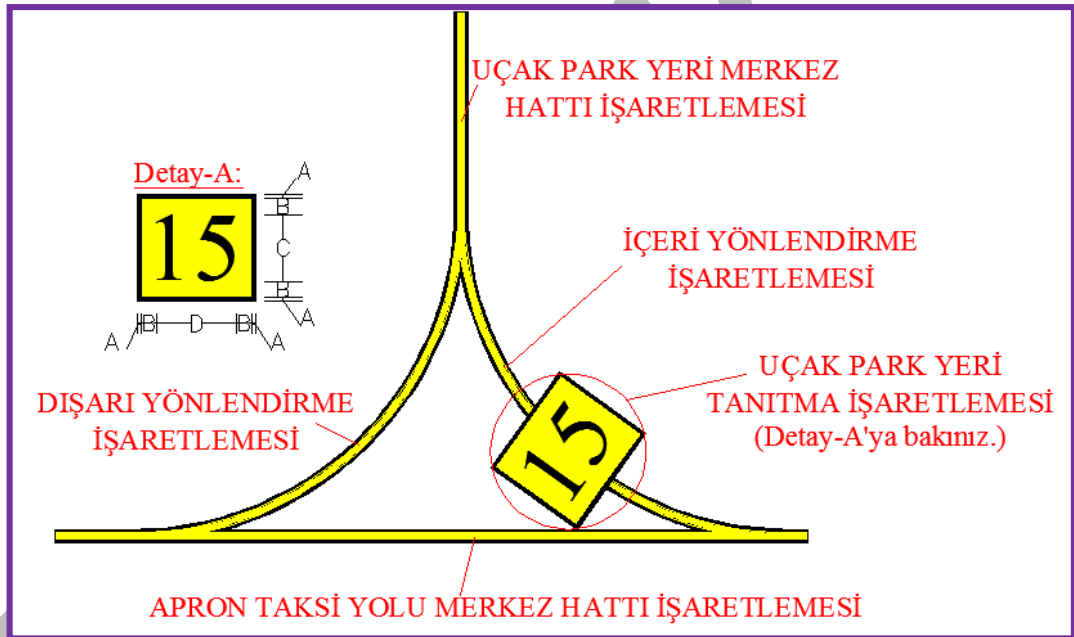 UÇAK PARK YERİ MERKEZ
HATTI İŞARETLEMESİ
Detay-A:
15
A
B
C
B
A
A
B
D
B
A
İÇERİ YÖNLENDİRME
İŞARETLEMESİ
UÇAK PARK YERİ
TANITMA İŞARETLEMESİ
(Detay-A'ya bakınız.)
DIŞARI YÖNLENDİRME
İŞARETLEMESİ
15
APRON TAKSİ YOLU MERKEZ HATTI İŞARETLEMESİ